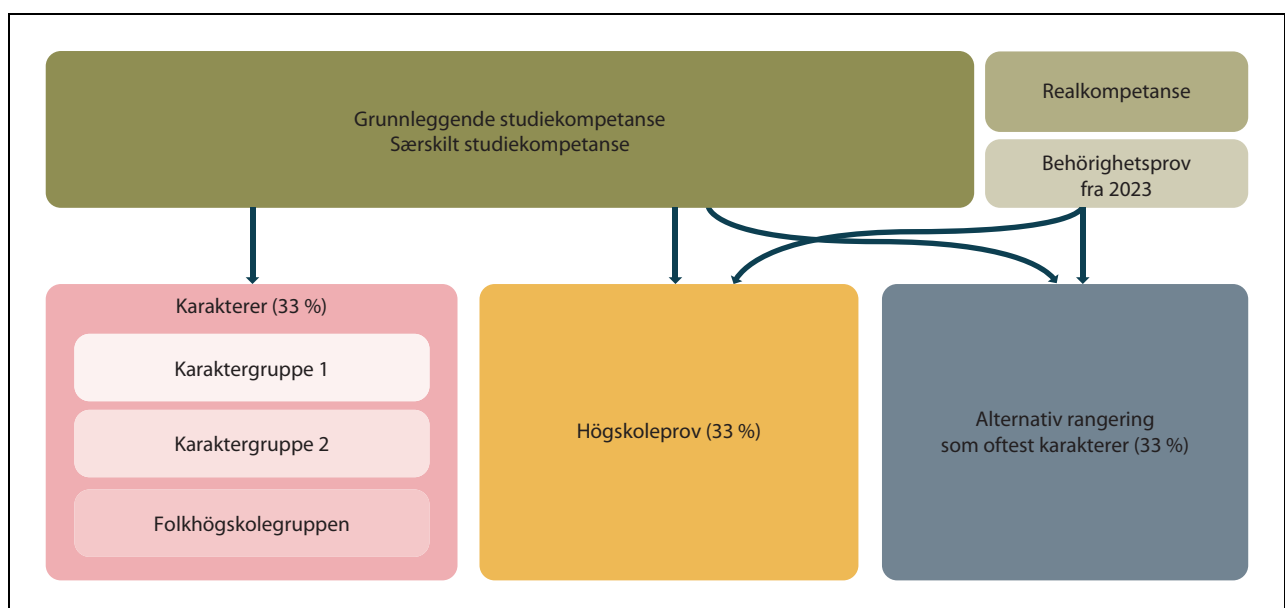 Grunnleggende studiekompetanse
Særskilt studiekompetanse
Realkompetanse
Behörighetsprov
fra 2023
Karakterer (33 %)
Karaktergruppe 1
Karaktergruppe 2
Folkhögskolegruppen
Högskoleprov (33 %)
Alternativ rangering
som oftest karakterer (33 %)